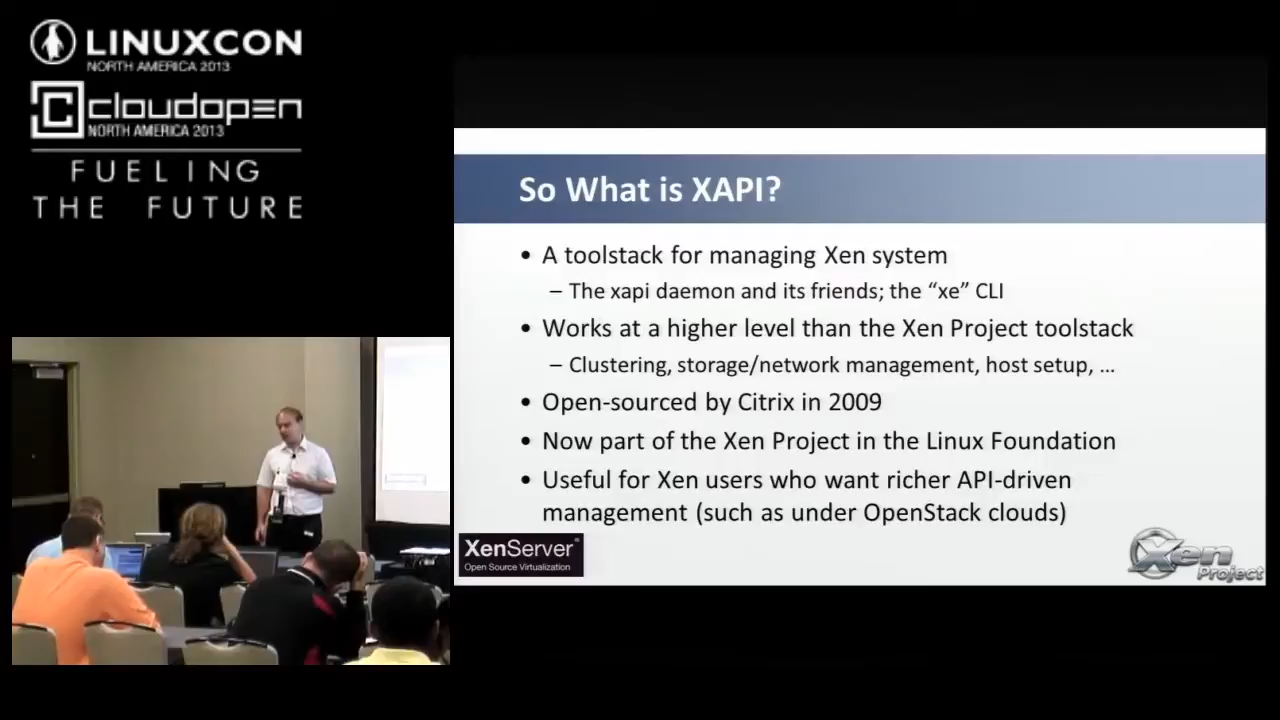 LINUXCON
NORTH AMERICA 2013
cloudopen
NORTH AMERICA 2013
FUELING
THE FUTURE
So What is XAPI?
• A toolstack for managing Xen system
– The xapi daemon and its friends; the “xe” CLI
• Works at a higher level than the Xen Project toolstack
– Clustering, storage/network management, host setup, ...
• Open-sourced by Citrix in 2009
• Now part of the Xen Project in the Linux Foundation
• Useful for Xen users who want richer API-driven
management (such as under OpenStack clouds)
XenServer
Open Source Virtualization
Xen
Project